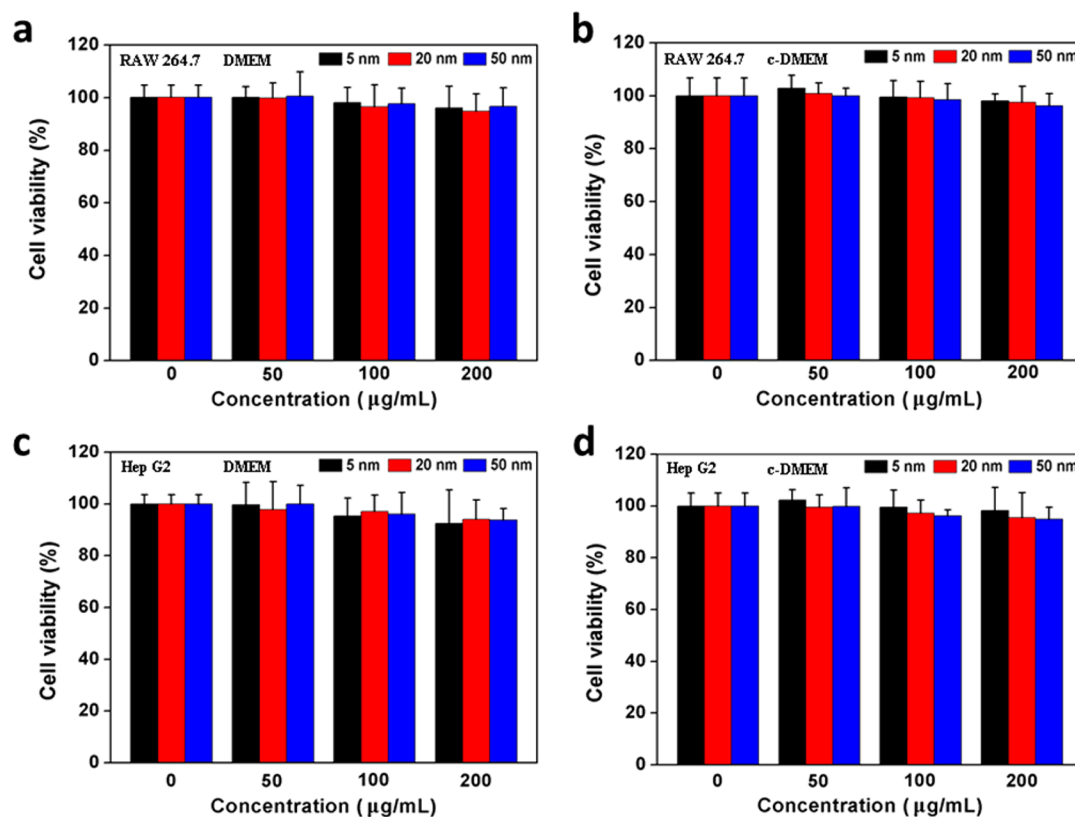 a
RAW 264.7 DMEM 5 nm 20 nm 50 nm
120
100
80
60
40
20
0
Cell viability (%)
0 50 100 200
Concentration ( µg/mL)
b
RAW 264.7 c-DMEM 5 nm 20 nm 50 nm
120
100
80
60
40
20
0
Cell viability (%)
0 50 100 200
Concentration ( µg/mL)
c
Hep G2 DMEM 5 nm 20 nm 50 nm
120
100
80
60
40
20
0
Cell viability (%)
0 50 100 200
Concentration ( µg/mL)
d
Hep G2 c-DMEM 5 nm 20 nm 50 nm
120
100
80
60
40
20
0
Cell viability (%)
0 50 100 200
Concentration ( µg/mL)